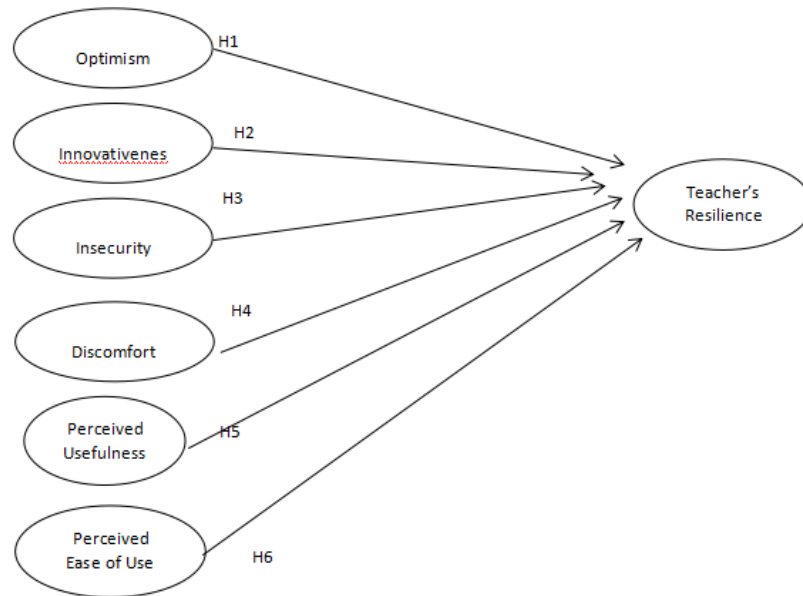 H1
Optimism
H2
Innovativenes
H3
Insecurity
Teacher's
Resilience
H4
Discomfort
Perceived
Usefulness
H5
Perceived
Ease of Use
H6